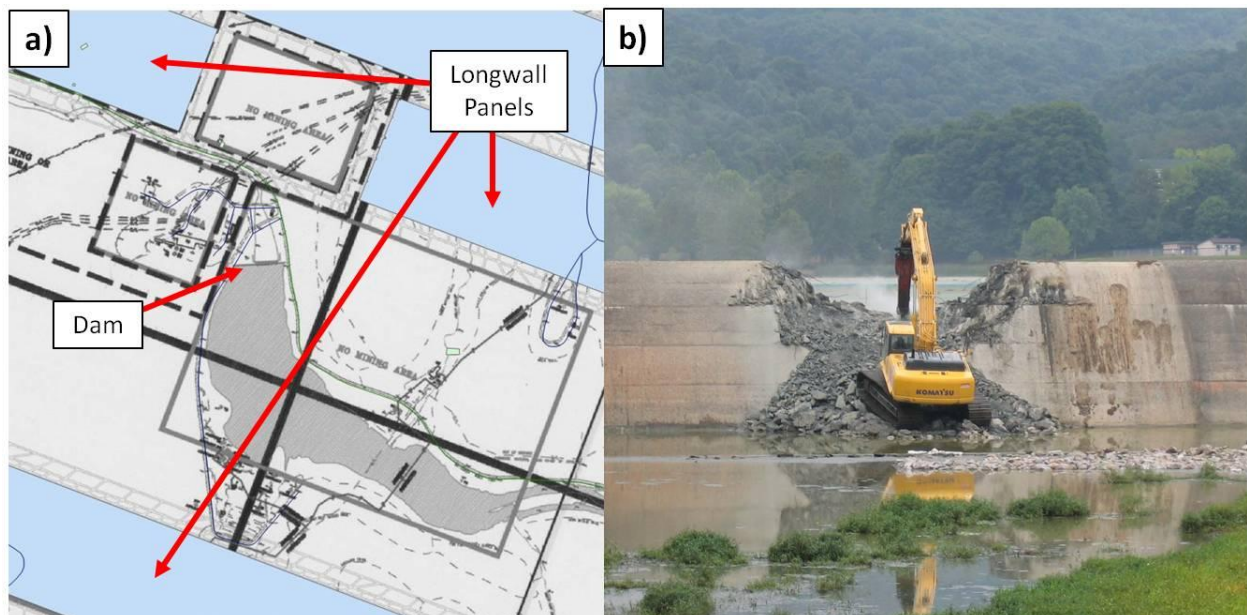 a)
Longwall
Panels
NO MINING AREA
NO MINING AREA
Dam
NO MINING AREA
b)
KOMATSU